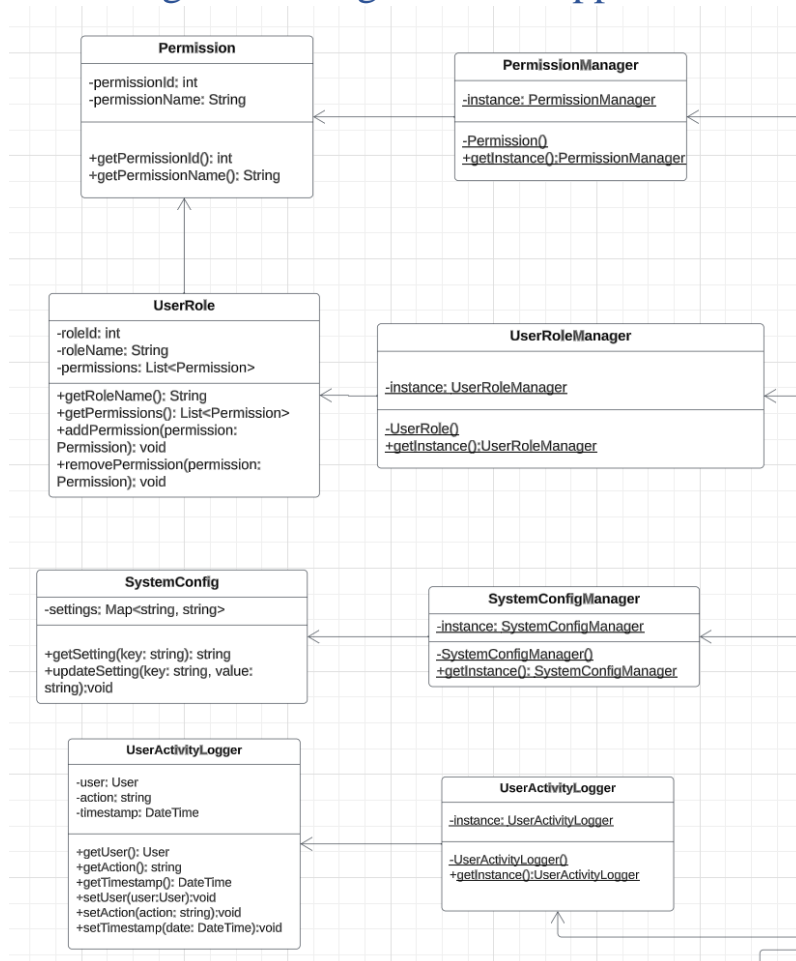 Permission
-permissionId: int
-permissionName: String
+getPermissionId(): int
+getPermissionName(): String
PermissionManager
-instance: PermissionManager
-Permission()
+getInstance():PermissionManager
UserRole
-roleId: int
-roleName: String
-permissions: List<Permission>
+getRoleName(): String
+getPermissions(): List<Permission>
+addPermission(permission:
Permission): void
+removePermission(permission:
Permission): void
UserRoleManager
-instance: UserRoleManager
-UserRole()
+getInstance():UserRoleManager
SystemConfig
-settings: Map<string, string>
+getSetting(key: string): string
+updateSetting(key: string, value:
string):void
SystemConfigManager
-instance: SystemConfigManager
-SystemConfigManager()
+getInstance(): SystemConfigManager
UserActivityLogger
-user: User
-action: string
-timestamp: DateTime
+getUser(): User
+getAction(): string
+getTimestamp(): DateTime
+setUser(user:User):void
+setAction(action: string):void
+setTimestamp(date: DateTime):void
UserActivityLogger
-instance: UserActivityLogger
-UserActivityLogger()
+getInstance():UserActivityLogger